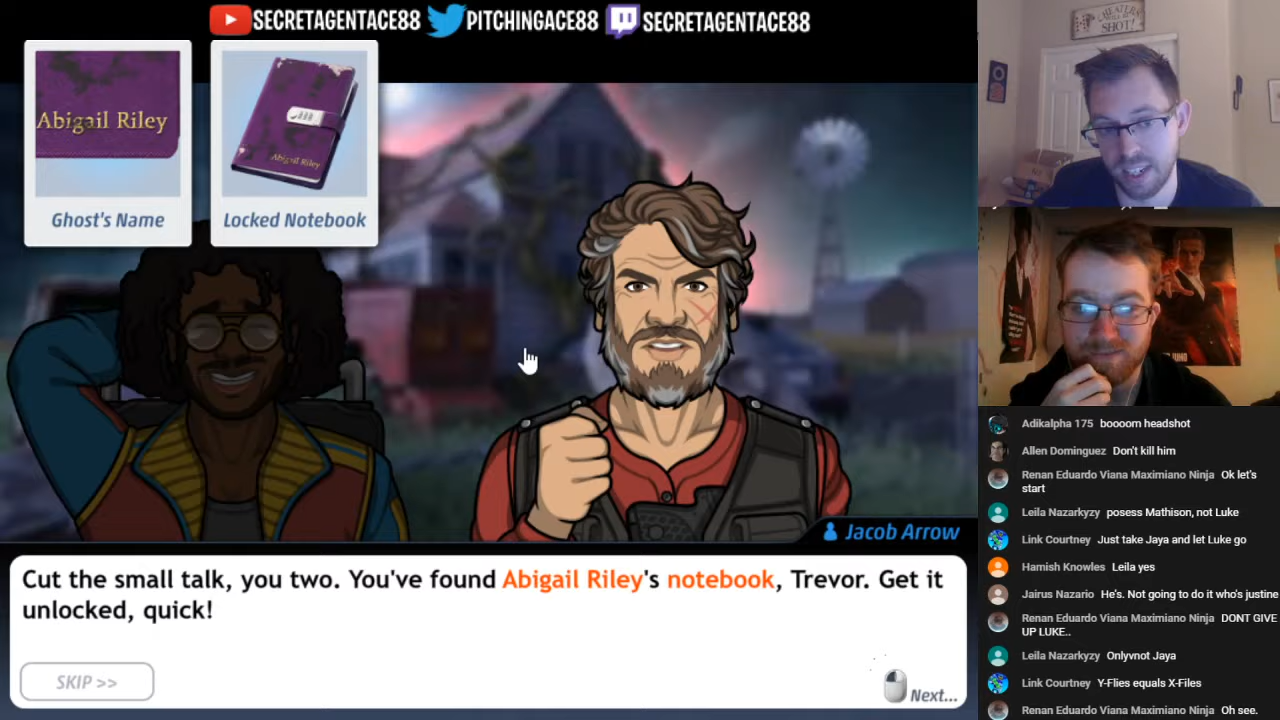 SECRETAGENTACE88 PITCHINGACE88 SECRETAGENTACE88
Abigail Riley
Ghost's Name
Abigail Riley
Locked Notebook
Jacob Arrow
Cut the small talk, you two. You've found Abigail Riley's notebook, Trevor. Get it
unlocked, quick!
SKIP >>
Next...
SHOT!
Adikalpha 175 boooom headshot
Allen Dominguez Don't kill him
Renan Eduardo Viana Maximiano Ninja Ok let's
start
Leila Nazarkyzy posess Mathison, not Luke
Link Courtney Just take Jaya and let Luke go
Hamish Knowles Leila yes
Jairus Nazario He's. Not going to do it who's justine
Renan Eduardo Viana Maximiano Ninja DONT GIVE
UP LUKE..
Leila Nazarkyzy Onlyvnot Jaya
Link Courtney Y-Flies equals X-Files
Renan Eduardo Viana Maximiano Ninja Oh see.